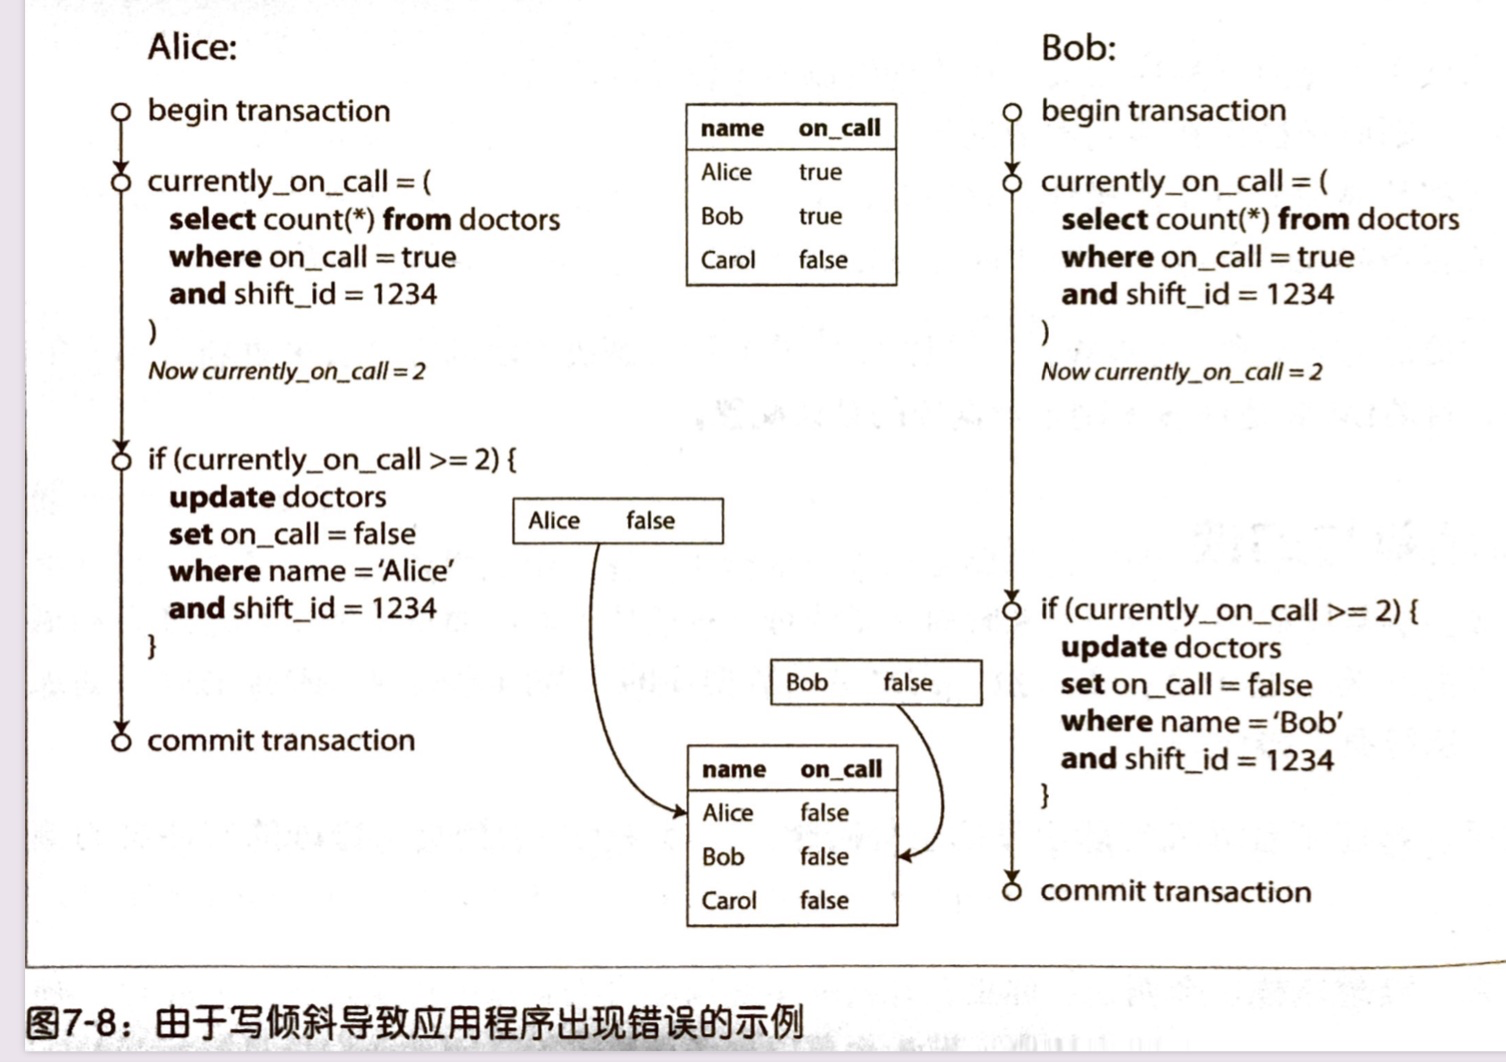 Alice:
begin transaction
currently_on_call = (
select count(*) from doctors
where on_call = true
and shift_id = 1234
)
Now currently_on_call = 2
if (currently_on_call >= 2) {
update doctors
set on_call = false
where name = ‘Alice’
and shift_id = 1234
}
commit transaction
name on_call
Alice true
Bob true
Carol false
Alice false
Bob false
name on_call
Alice false
Bob false
Carol false
Bob:
begin transaction
currently_on_call = (
select count(*) from doctors
where on_call = true
and shift_id = 1234
)
Now currently_on_call = 2
if (currently_on_call >= 2) {
update doctors
set on_call = false
where name = ‘Bob’
and shift_id = 1234
}
commit transaction
图7-8：由于写倾斜导致应用程序出现错误的示例